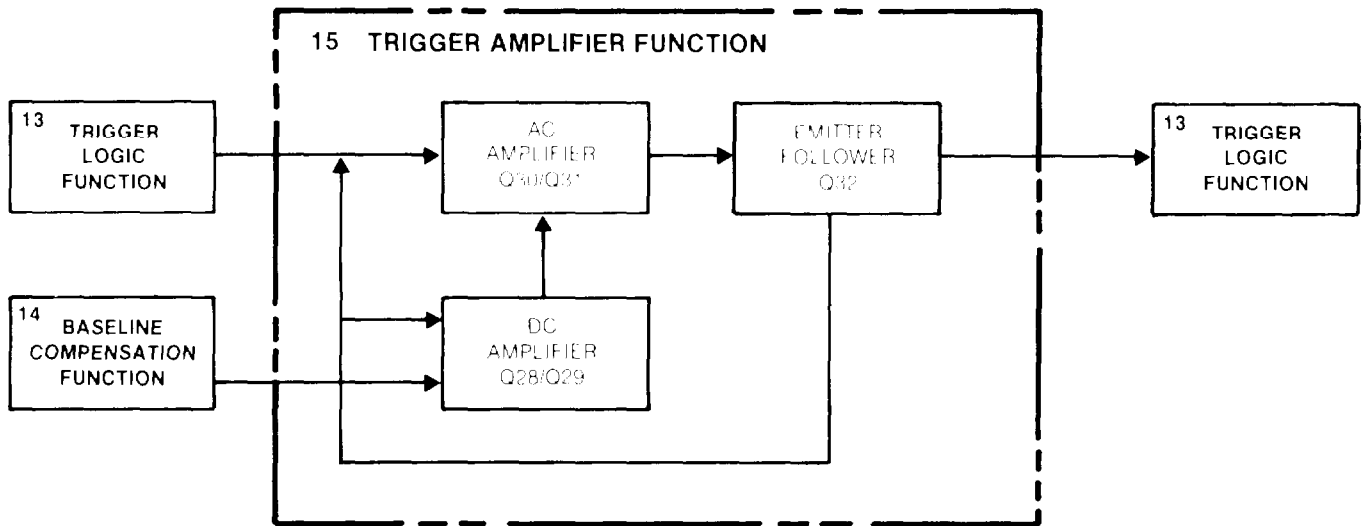 15 TRIGGER AMPLIFIER FUNCTION
13 TRIGGER
LOGIC
FUNCTION
AC
AMPLIFIER
Q30/Q31
EMITTER
FOLLOWER
Q32
13 TRIGGER
LOGIC
FUNCTION
14 BASELINE
COMPENSATION
FUNCTION
DC
AMPLIFIER
Q28/Q29